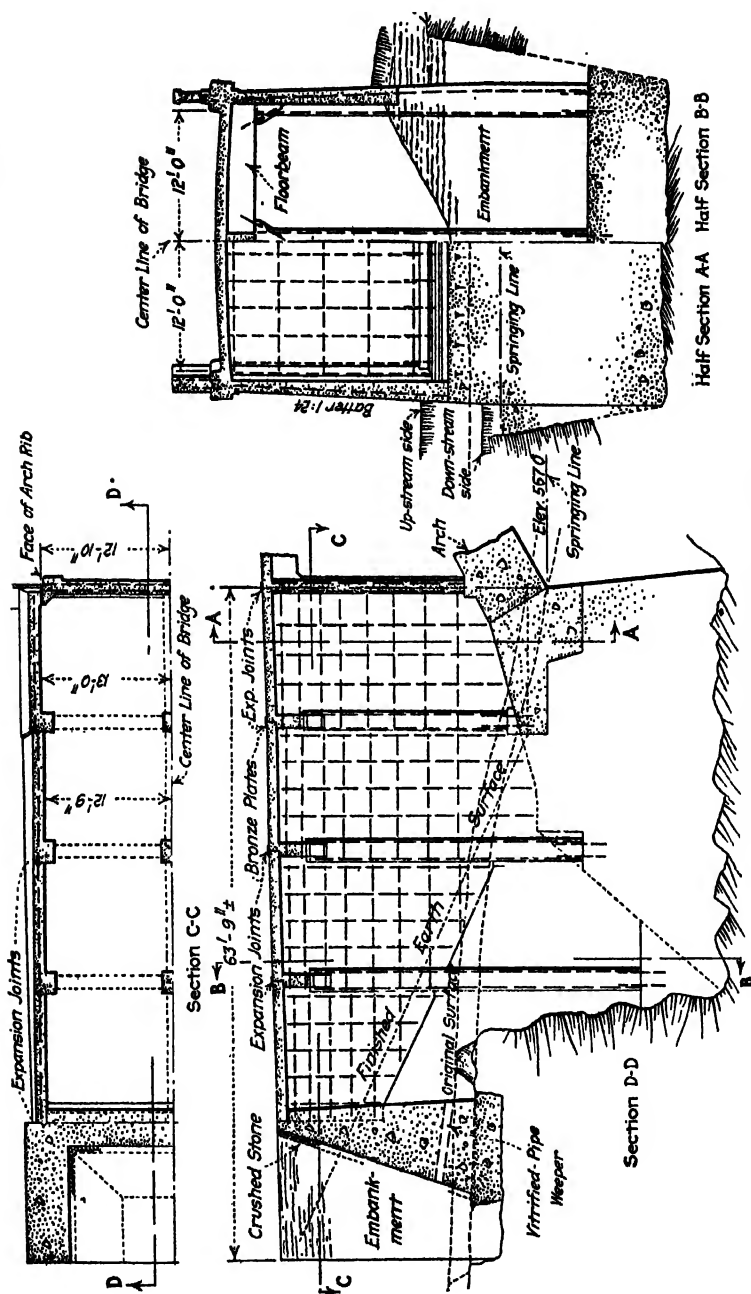 Face of Arch Rib
D
12'-10"
Expansion Joints
13'-0"
12'-9"
Center Line of Bridge
D
Section C-C
Center Line of Bridge
12'-0"
12'-0"
Floorbeam
Batter 1:24
Embankment
Springing Line
Up-stream side
Down-stream
side
Half Section A-A
Half Section B-B
Exp. Joints
A
C
Bronze Plates
Expansion Joints
63'-9"±
B
Crushed Stone
C
Arch
Elev. 567.0
Springing Line
A
Finished
Earth
Surface
Original Surface
Embank-
ment
Vitrified-Pipe
Weeper
B
Section D-D